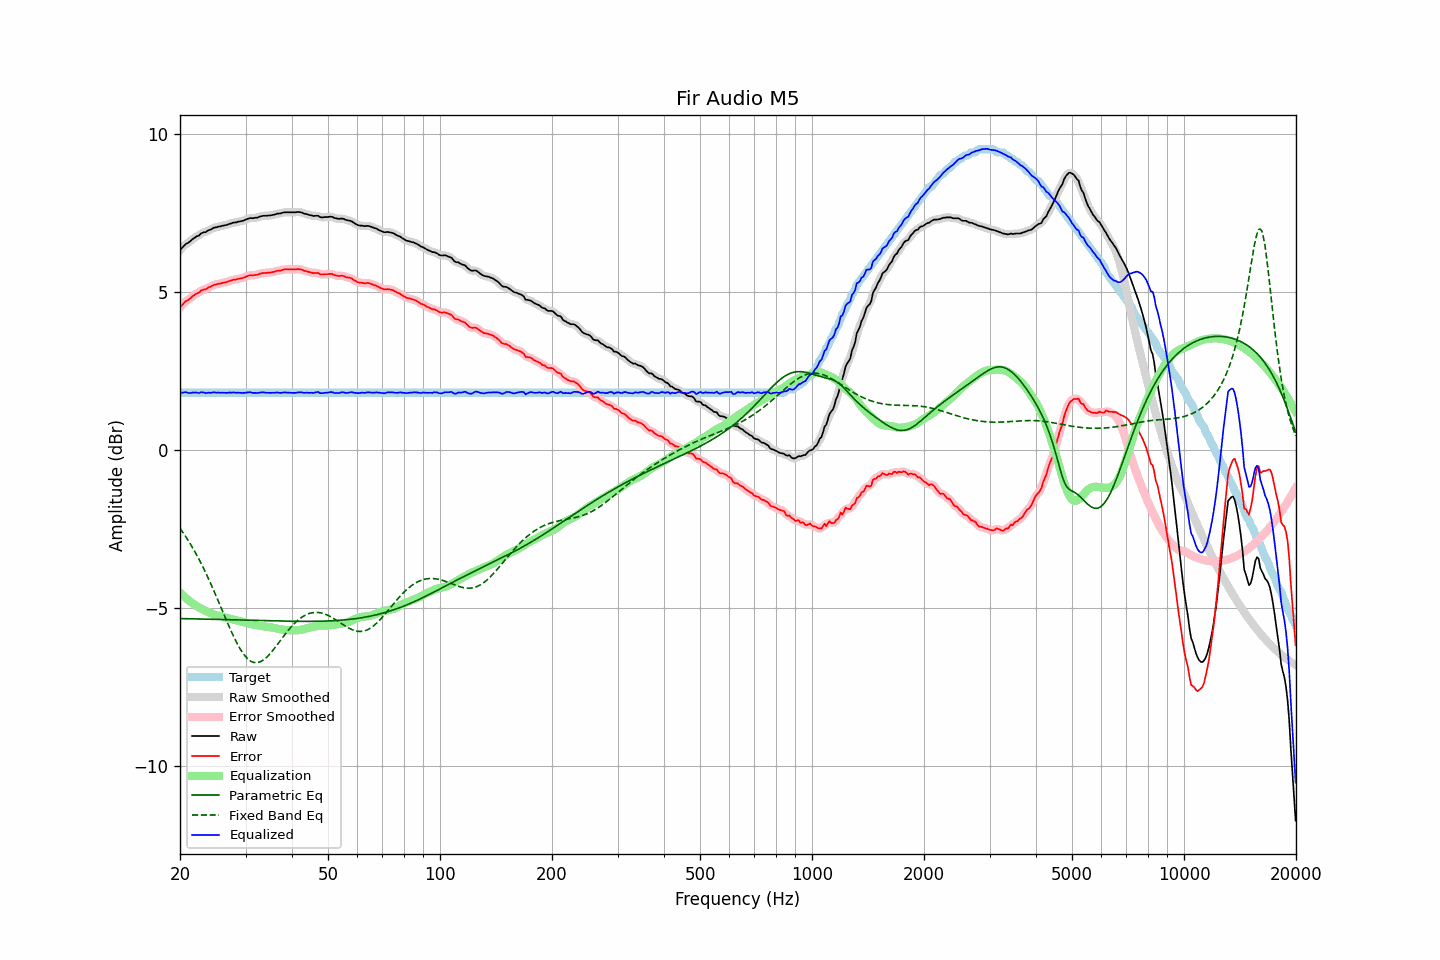 Fir Audio M5
Amplitude (dBr)
10
5
0
−5
−10
Target
Raw Smoothed
Error Smoothed
Raw
Error
Equalization
Parametric Eq
Fixed Band Eq
Equalized
20 50 100 200 500 1000 2000 5000 10000 20000
Frequency (Hz)